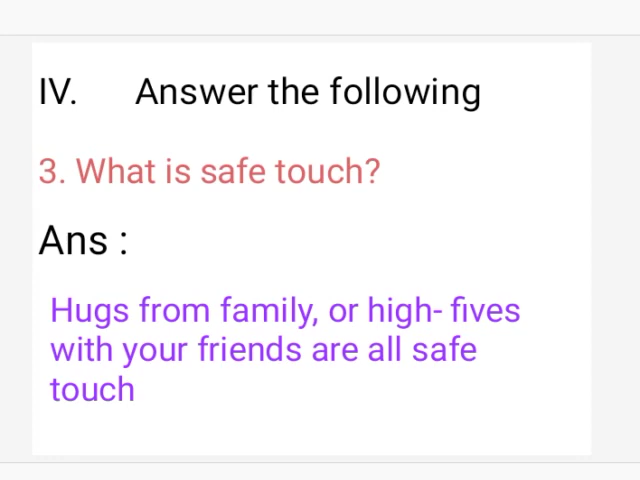 IV. Answer the following
3. What is safe touch?
Ans :
Hugs from family, or high- fives
with your friends are all safe
touch